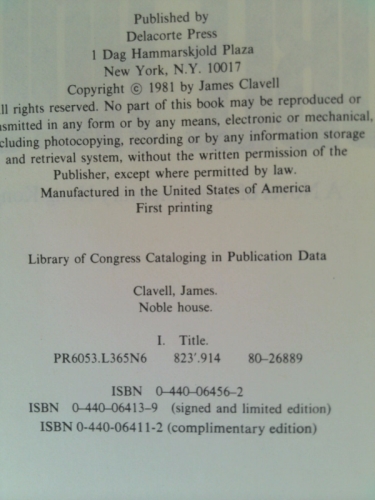 Published by
Delacorte Press
1 Dag Hammarskjold Plaza
New York, N.Y. 10017
Copyright © 1981 by James Clavell
ll rights reserved. No part of this book may be reproduced or
nsmitted in any form or by any means, electronic or mechanical,
cluding photocopying, recording or by any information storage
and retrieval system, without the written permission of the
Publisher, except where permitted by law.
Manufactured in the United States of America
First printing
Library of Congress Cataloging in Publication Data
Clavell, James.
Noble house.
I. Title.
PR6053.L365N6 823'.914 80-26889
ISBN 0-440-06456-2
ISBN 0-440-06413-9 (signed and limited edition)
ISBN 0-440-06411-2 (complimentary edition)